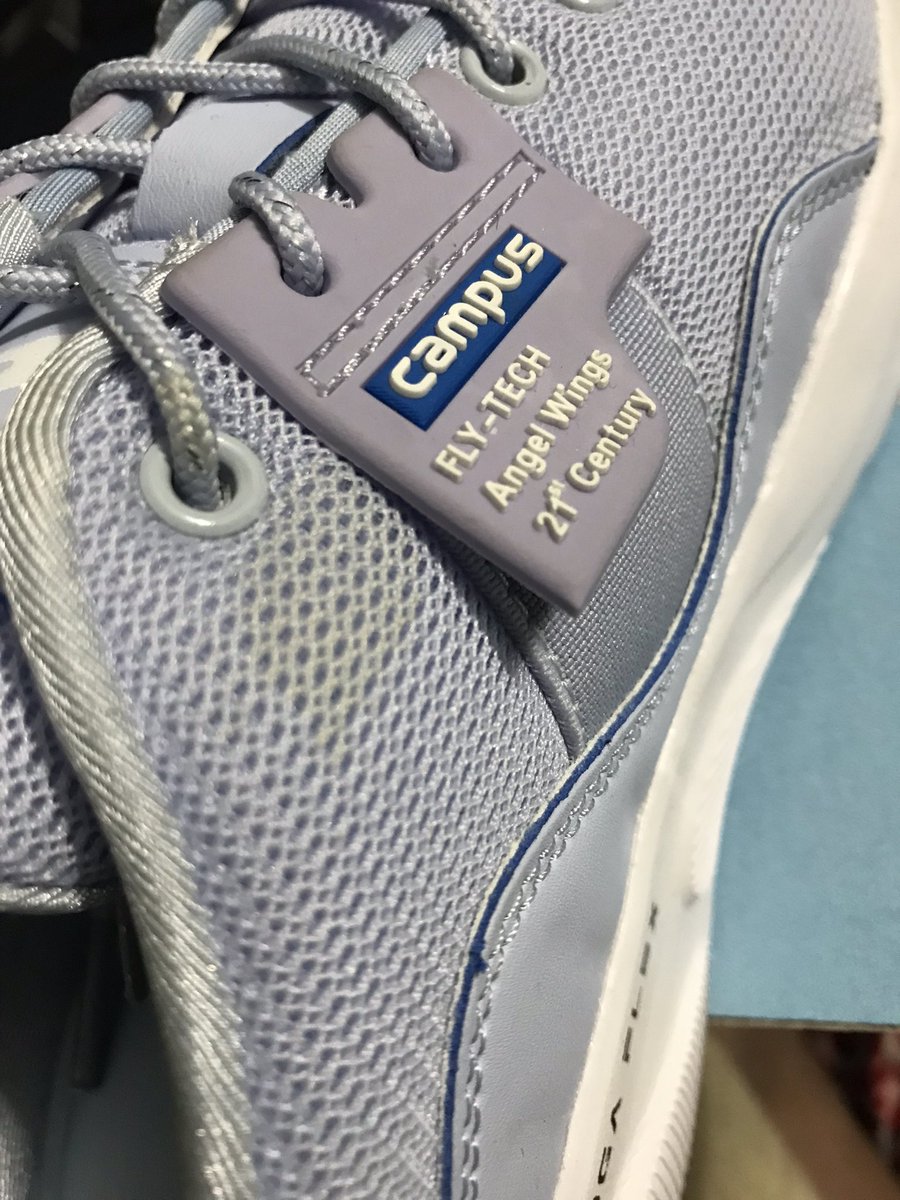 campus
FLY-TECH
Angel Wings
21st Century